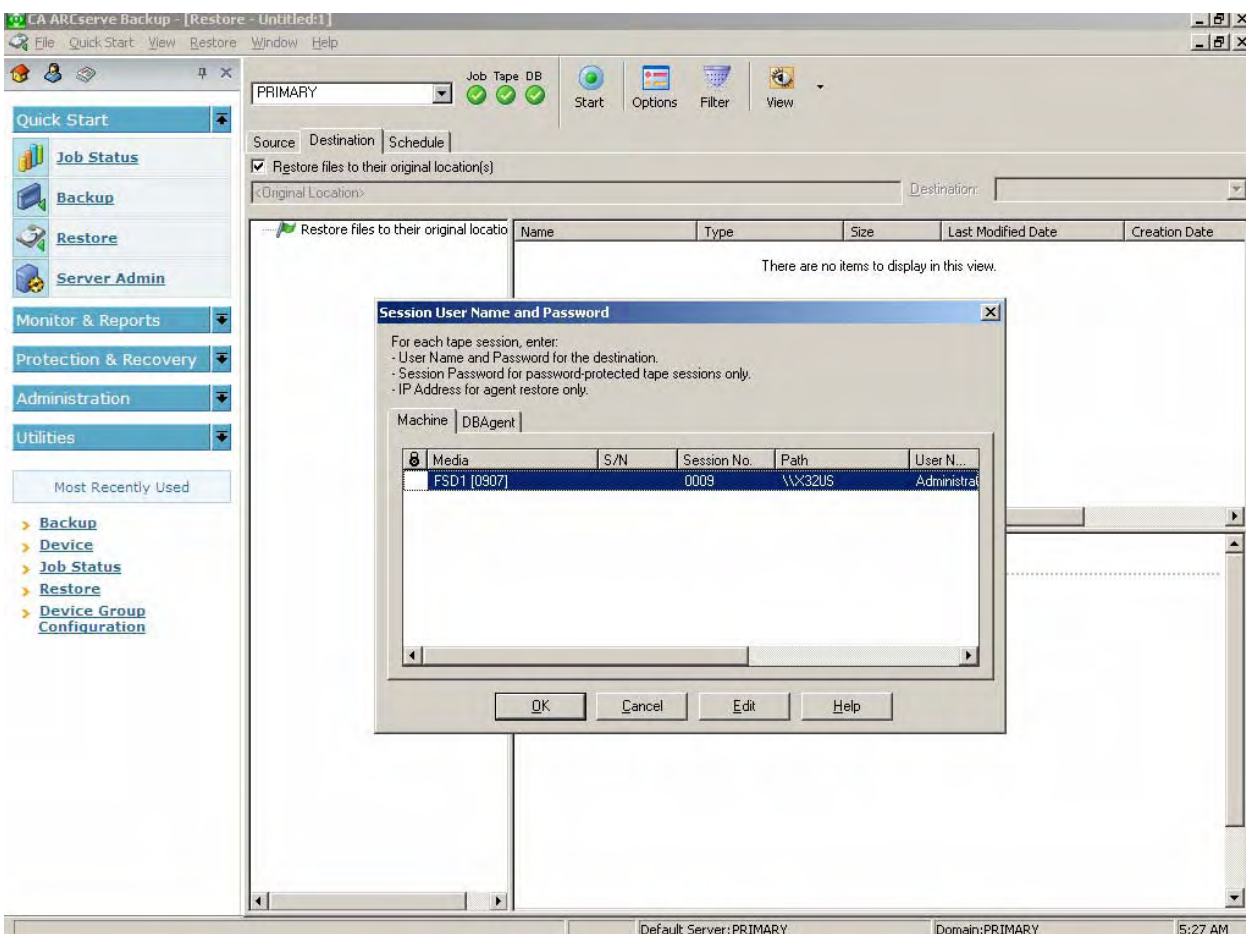 CA ARCserve Backup - [Restore - Untitled:1]
File Quick Start View Restore Window Help
PRIMARY
Job Tape DB
Start Options Filter View
Quick Start
Job Status
Backup
Restore
Server Admin
Monitor & Reports
Protection & Recovery
Administration
Utilities
Most Recently Used
Backup
Device
Job Status
Restore
Device Group
Configuration
Source Destination Schedule
Restore files to their original location(s)
<Original Location>
Destination:
Restore files to their original locatio
Name Type Size Last Modified Date Creation Date
There are no items to display in this view.
Session User Name and Password
For each tape session, enter:
- User Name and Password for the destination.
- Session Password for password-protected tape sessions only.
- IP Address for agent restore only.
Machine DBAgent
Media S/N Session No. Path User N...
FSD1 [0907] 0009 \\X32US Administrat
OK Cancel Edit Help
Default Server:PRIMARY Domain:PRIMARY 5:27 AM